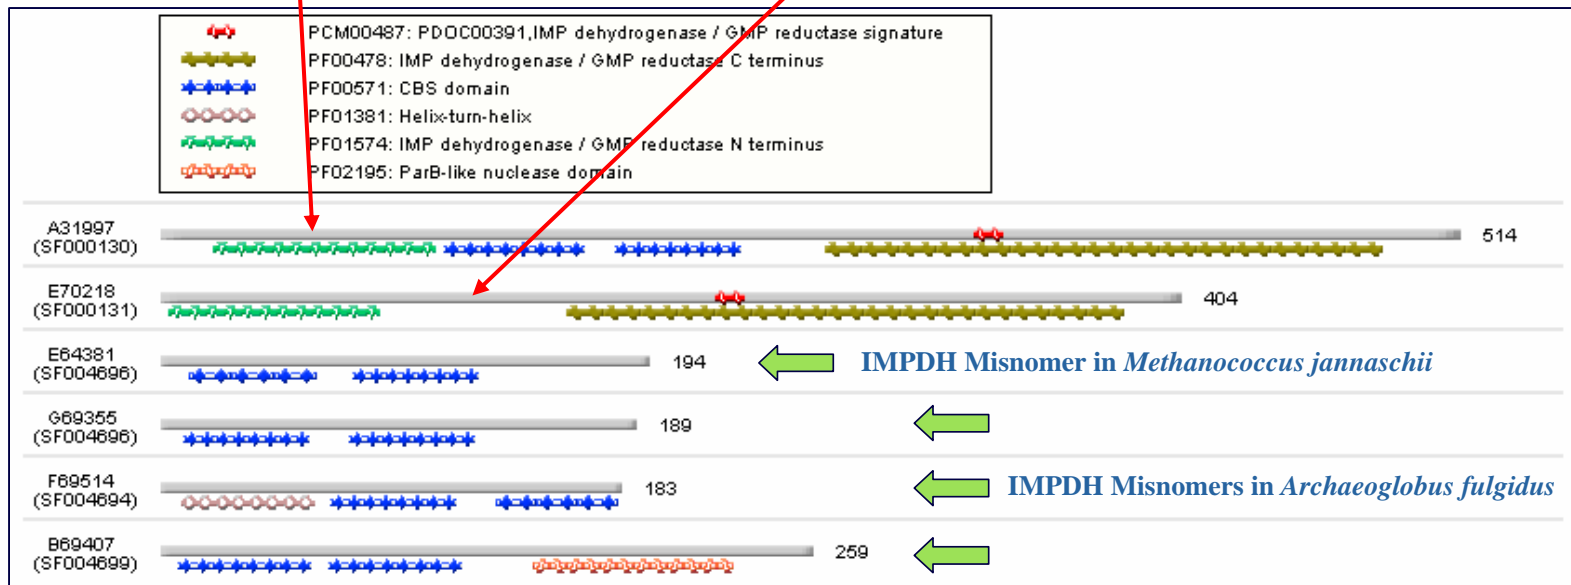 PCM00487: PDOC00391,IMP dehydrogenase / GMP reductase signature
PF00478: IMP dehydrogenase / GMP reductase C terminus
PF00571: CBS domain
PF01381: Helix-turn-helix
PF01574: IMP dehydrogenase / GMP reductase N terminus
PF02195: ParB-like nuclease domain
A31997
(SF000130)
514
E70218
(SF000131)
404
E64381
(SF004696)
194
IMPDH Misnomer in Methanococcus jannaschii
G69355
(SF004696)
189
F69514
(SF004694)
183
IMPDH Misnomers in Archaeoglobus fulgidus
B69407
(SF004699)
259